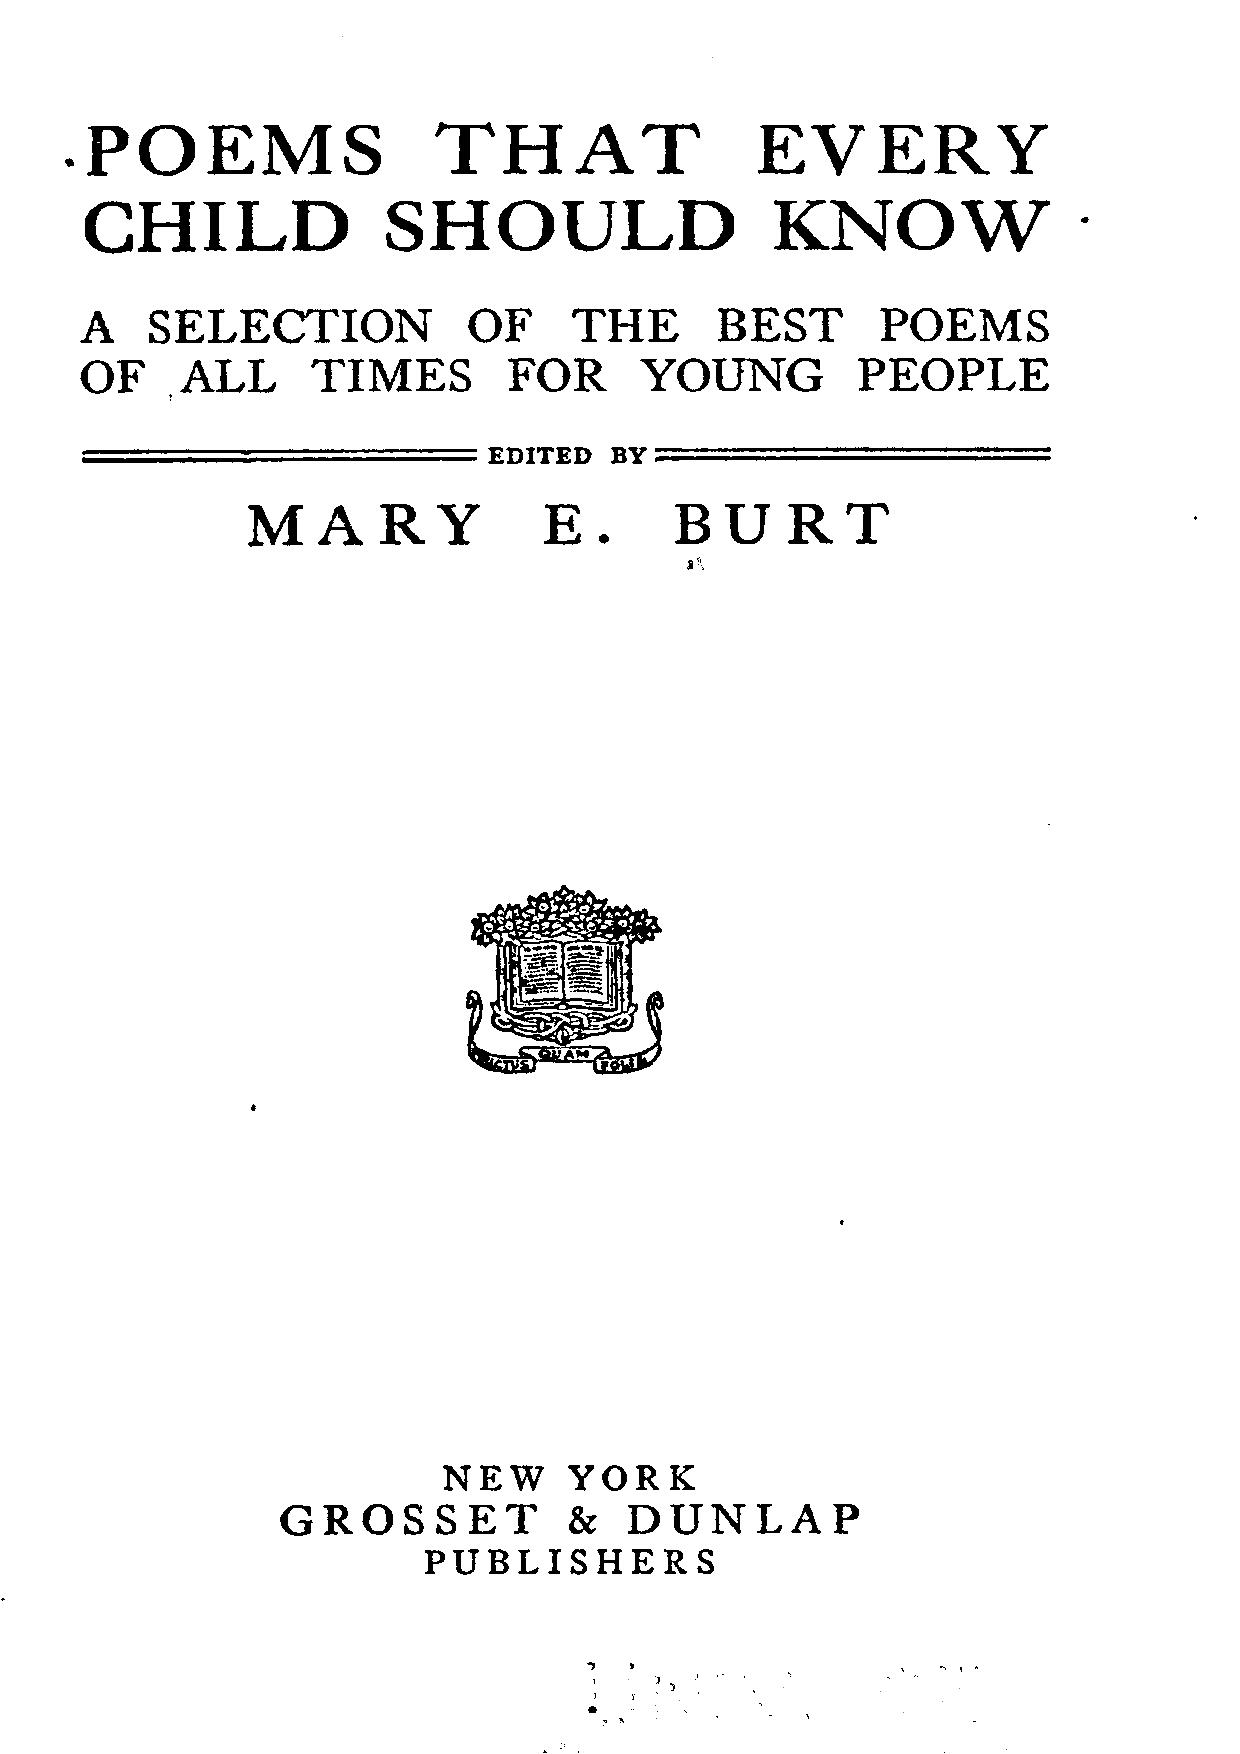 POEMS THAT EVERY
CHILD SHOULD KNOW
A SELECTION OF THE BEST POEMS
OF ALL TIMES FOR YOUNG PEOPLE
EDITED BY
MARY E. BURT
QUAM
NEW YORK
GROSSET & DUNLAP
PUBLISHERS